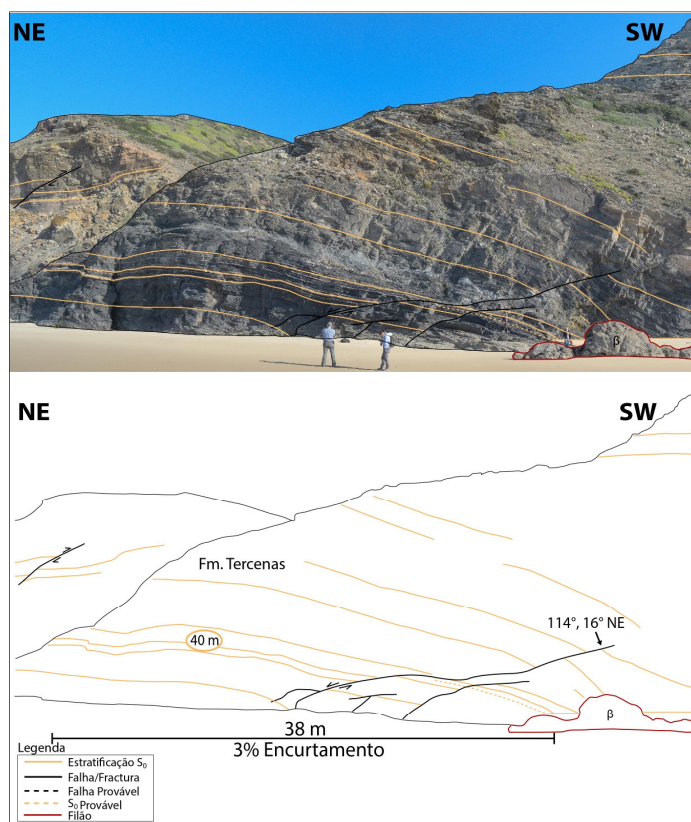 NE
SW
β
NE
SW
Fm. Tercenas
114°, 16° NE
40 m
β
38 m
3% Encurtamento
Legenda
Estratificação S₀
Falha/Fractura
Falha Provável
S₀ Provável
Filão